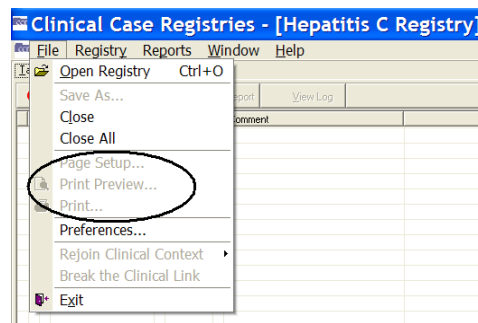 Clinical Case Registries - [Hepatitis C Registry]
File Registry Reports Window Help
Open Registry Ctrl+O
Save As...
View Log
Close
Comment
Close All
Page Setup...
Print Preview...
Print...
Preferences...
Rejoin Clinical Context
Break the Clinical Link
Exit